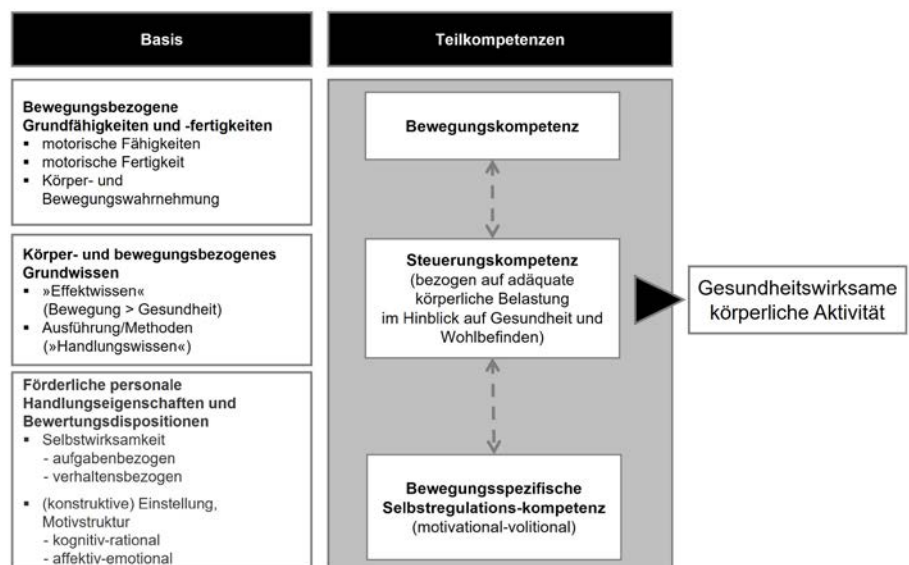 Basis
Teilkompetenzen
Bewegungsbezogene
Grundfähigkeiten und -fertigkeiten
▪ motorische Fähigkeiten
▪ motorische Fertigkeit
▪ Körper- und
Bewegungswahrnehmung
Körper- und bewegungsbezogenes
Grundwissen
▪ »Effektwissen«
(Bewegung > Gesundheit)
▪ Ausführung/Methoden
(»Handlungswissen«)
Förderliche personale
Handlungseigenschaften und
Bewertungsdispositionen
▪ Selbstwirksamkeit
- aufgabenbezogen
- verhaltensbezogen
▪ (konstruktive) Einstellung,
Motivstruktur
- kognitiv-rational
- affektiv-emotional
Bewegungskompetenz
Steuerungskompetenz
(bezogen auf adäquate
körperliche Belastung
im Hinblick auf Gesundheit und
Wohlbefinden)
Bewegungsspezifische
Selbstregulations-kompetenz
(motivational-volitional)
Gesundheitswirksame
körperliche Aktivität